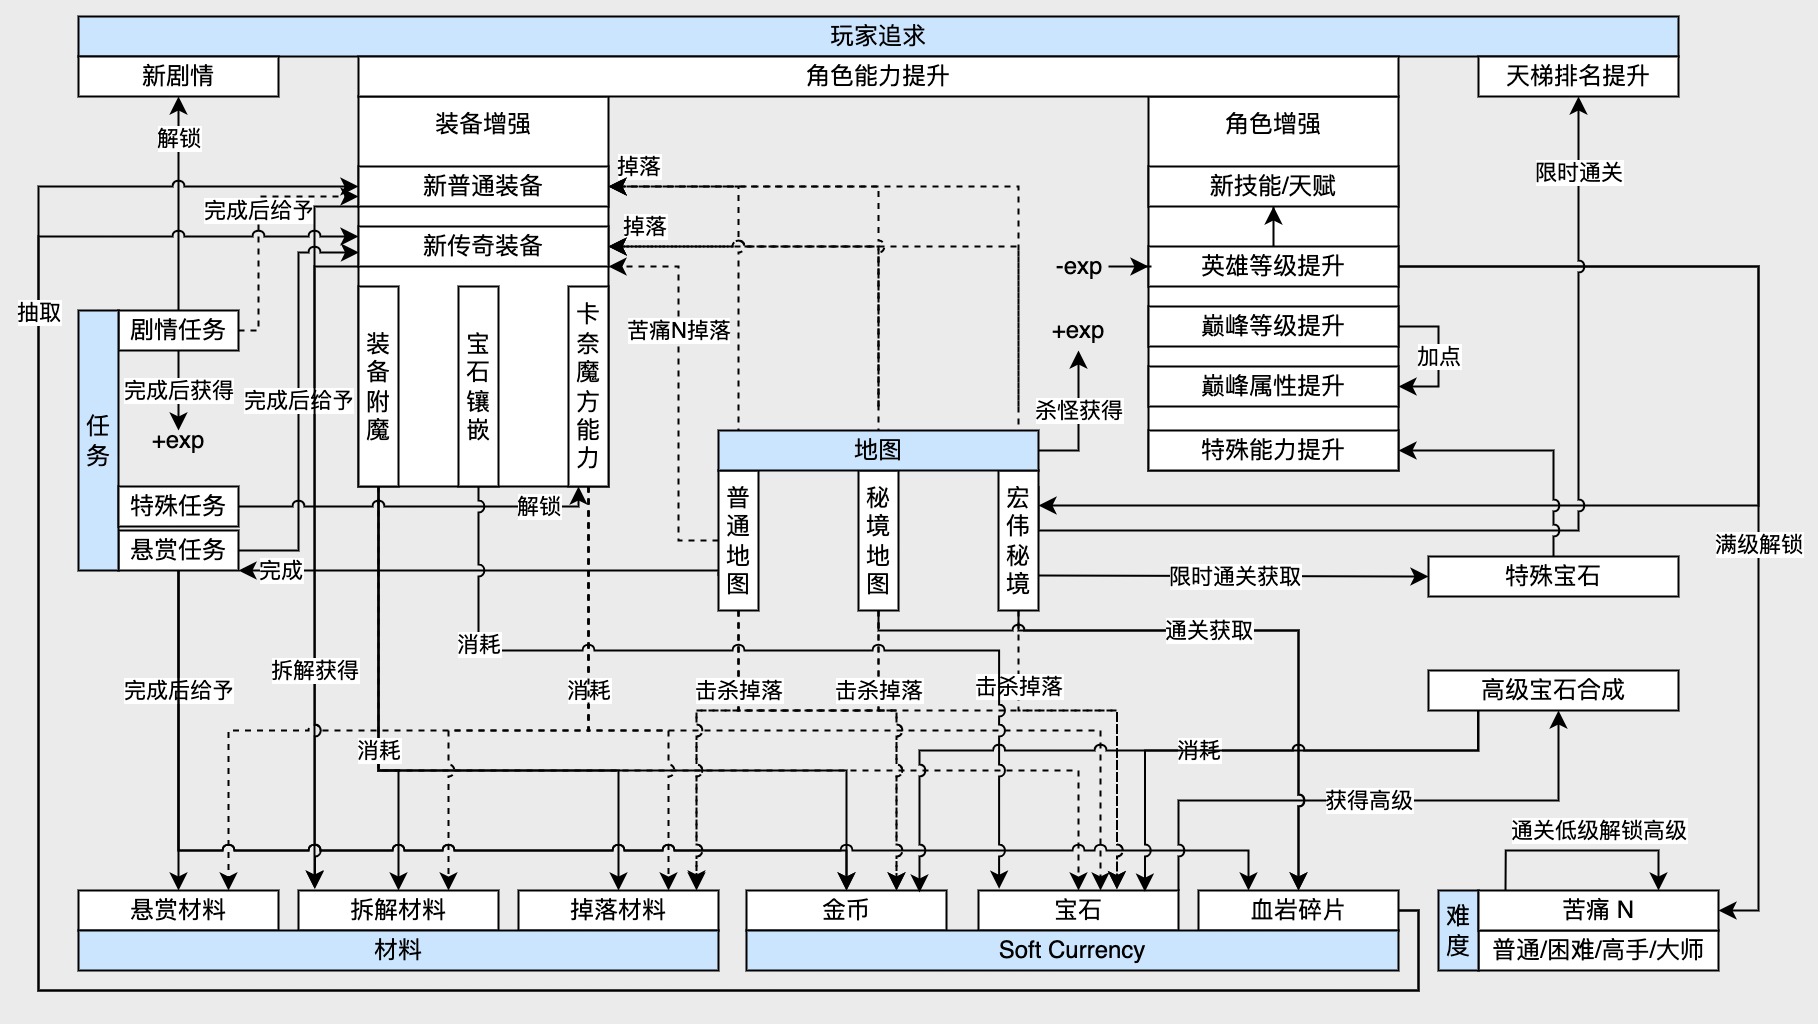 玩家追求
新剧情
角色能力提升
天梯排名提升
解锁
装备增强
角色增强
掉落
限时通关
新普通装备
新技能/天赋
完成后给予
掉落
新传奇装备
-exp
英雄等级提升
抽取
剧情任务
苦痛N掉落
+exp
巅峰等级提升
加点
装备附魔
宝石镶嵌
卡奈魔方能力
完成后获得
完成后给予
巅峰属性提升
杀怪获得
任务
+exp
地图
特殊能力提升
特殊任务
解锁
普通地图
秘境地图
宏伟秘境
悬赏任务
满级解锁
完成
限时通关获取
特殊宝石
消耗
通关获取
拆解获得
完成后给予
消耗
击杀掉落
击杀掉落
击杀掉落
高级宝石合成
消耗
消耗
获得高级
通关低级解锁高级
悬赏材料
拆解材料
掉落材料
金币
宝石
血岩碎片
难度
苦痛 N
材料
Soft Currency
普通/困难/高手/大师